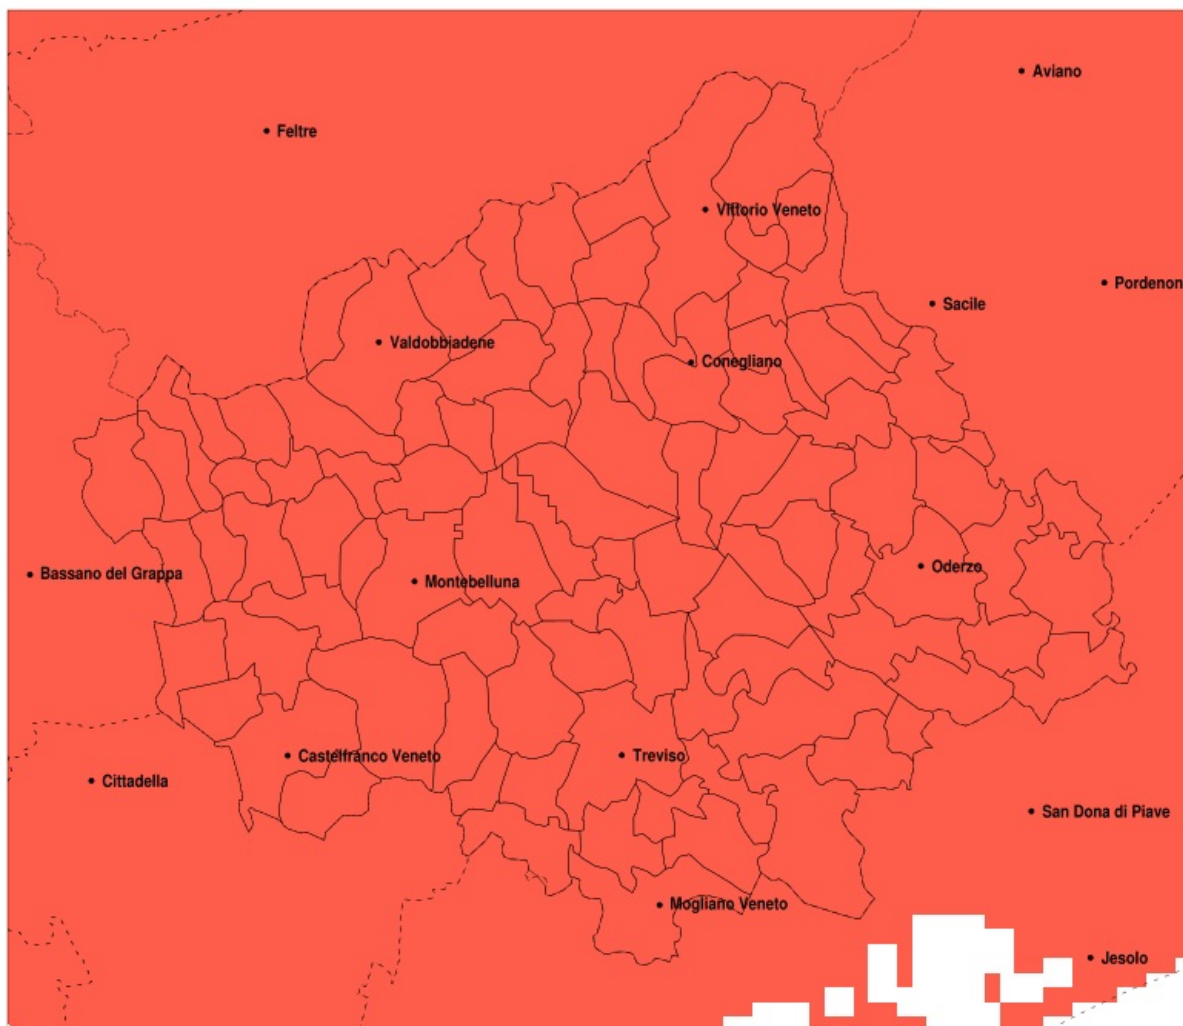 Aviano
Feltre
Vittorio Veneto
Pordenon
Sacile
Valdobbiadene
Conegliano
Oderzo
Bassano del Grappa
Montebelluna
Castelfranco Veneto
Treviso
Cittadella
San Dona di Piave
Mogliano Veneto
Jesolo